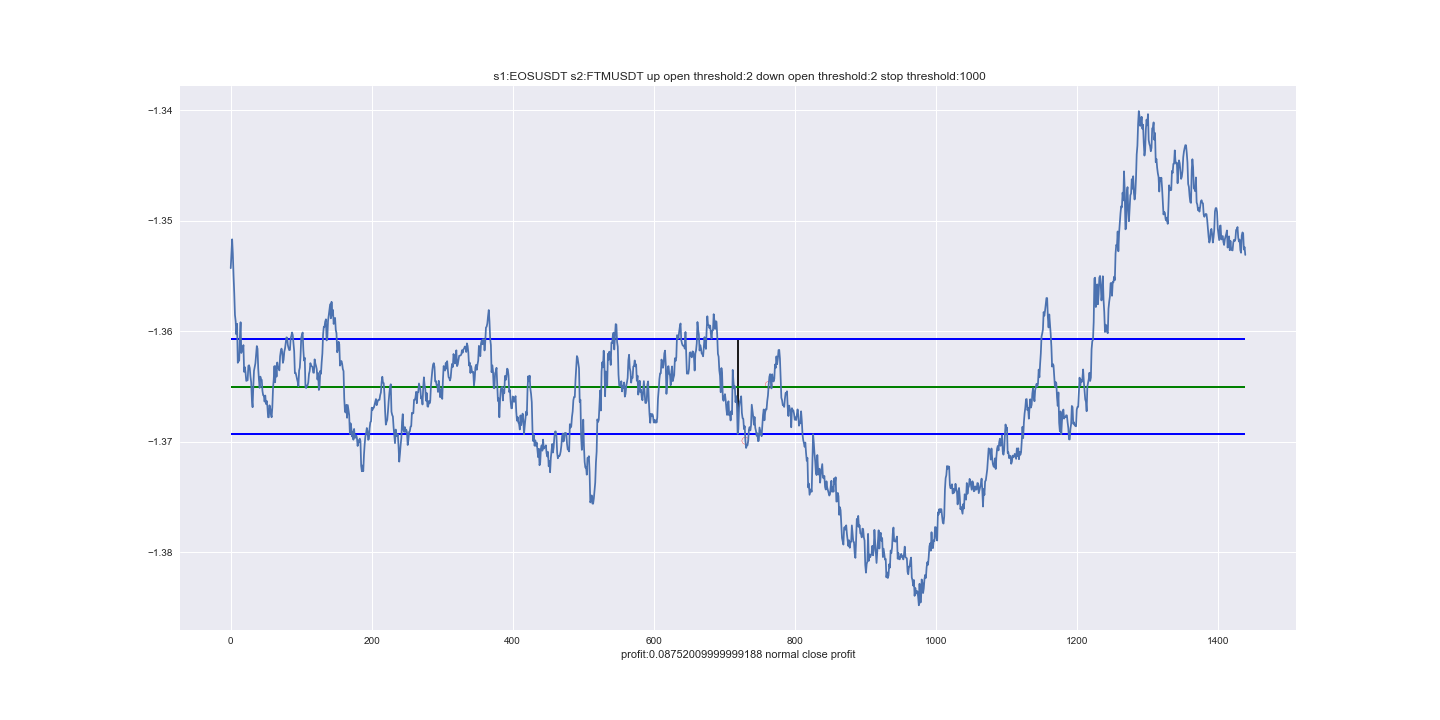 s1:EOSUSDT s2:FTMUSDT up open threshold:2 down open threshold:2 stop threshold:1000
−1.34
−1.35
−1.36
−1.37
−1.38
0 200 400 600 800 1000 1200 1400
profit:0.08752009999999188 normal close profit